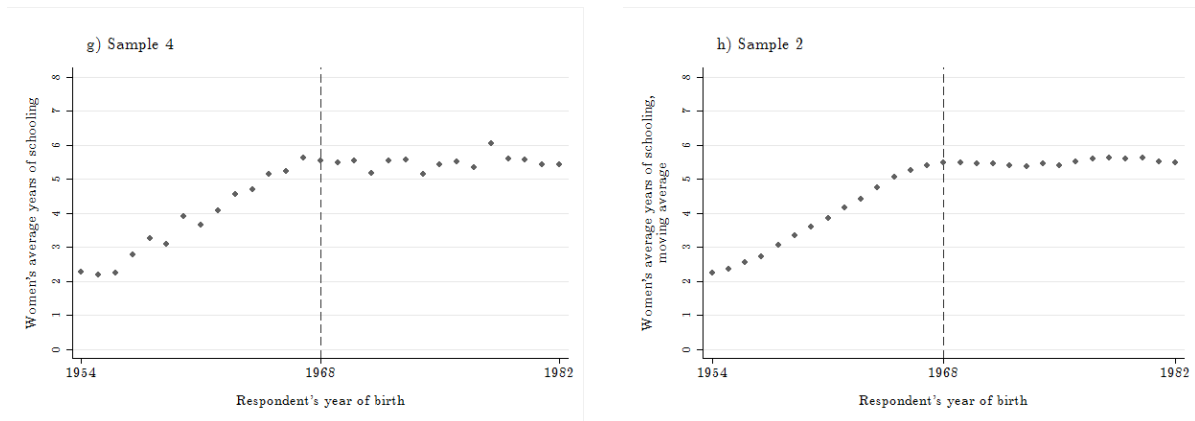 g) Sample 4
Women's average years of schooling
8
7
6
5
4
3
2
1
0
1954 1968 1982
Respondent's year of birth
h) Sample 2
Women's average years of schooling,
moving average
8
7
6
5
4
3
2
1
0
1954 1968 1982
Respondent's year of birth